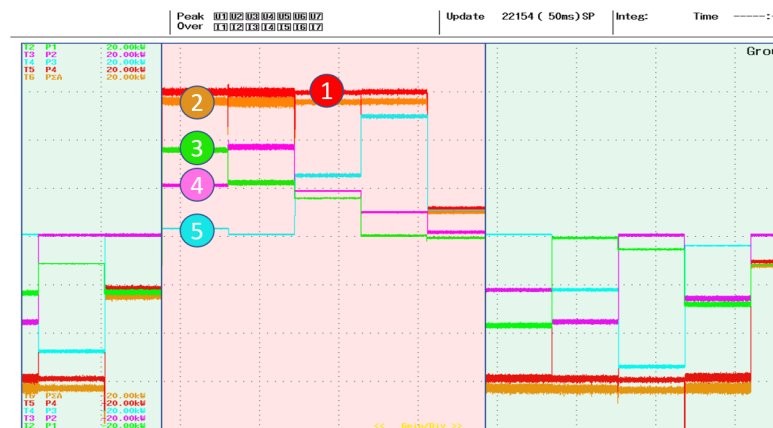 Peak U1 U2 U3 U4 U5 U6 U7
Over I1 I2 I3 I4 I5 I6 I7
Update 22154 ( 50ms)SP
Integ:
Time -----:-
Grou
T2 P1 20.00kW
T3 P2 20.00kW
T4 P3 20.00kW
T5 P4 20.00kW
T6 PΣA 20.00kW
1
2
3
4
5
T6 PΣA -20.00kW
T5 P4 -20.00kW
T4 P3 -20.00kW
T3 P2 -20.00kW
T2 P1 -20.00kW